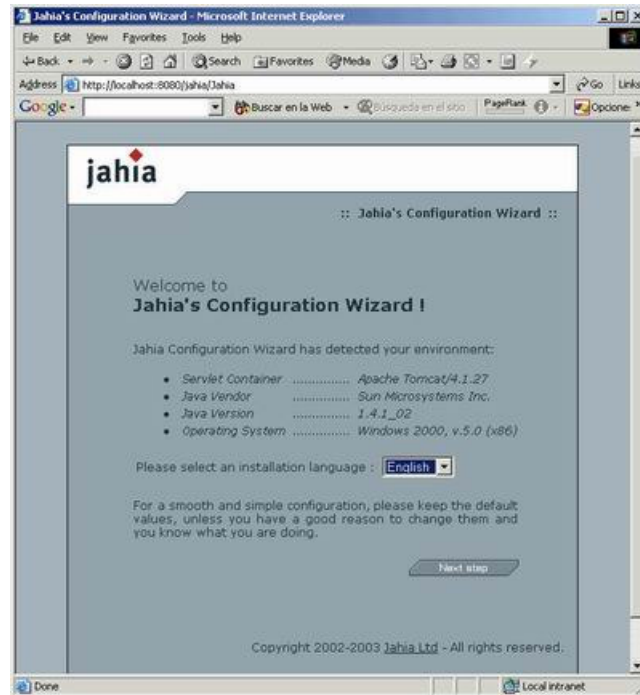 Jahia's Configuration Wizard - Microsoft Internet Explorer
File Edit View Favorites Tools Help
Back Search Favorites Media
Address http://localhost:8080/jahia/Jahia Go Links
Google Buscar en la Web Búsqueda en el sitio PageRank Opciones
jahia
:: Jahia's Configuration Wizard ::
Welcome to
Jahia's Configuration Wizard !
Jahia Configuration Wizard has detected your environment:
• Servlet Container .............. Apache Tomcat/4.1.27
• Java Vendor .............. Sun Microsystems Inc.
• Java Version .............. 1.4.1_02
• Operating System .............. Windows 2000, v.5.0 (x86)
Please select an installation language : English
For a smooth and simple configuration, please keep the default
values, unless you have a good reason to change them and
you know what you are doing.
Next step
Copyright 2002-2003 Jahia Ltd - All rights reserved.
Done Local intranet